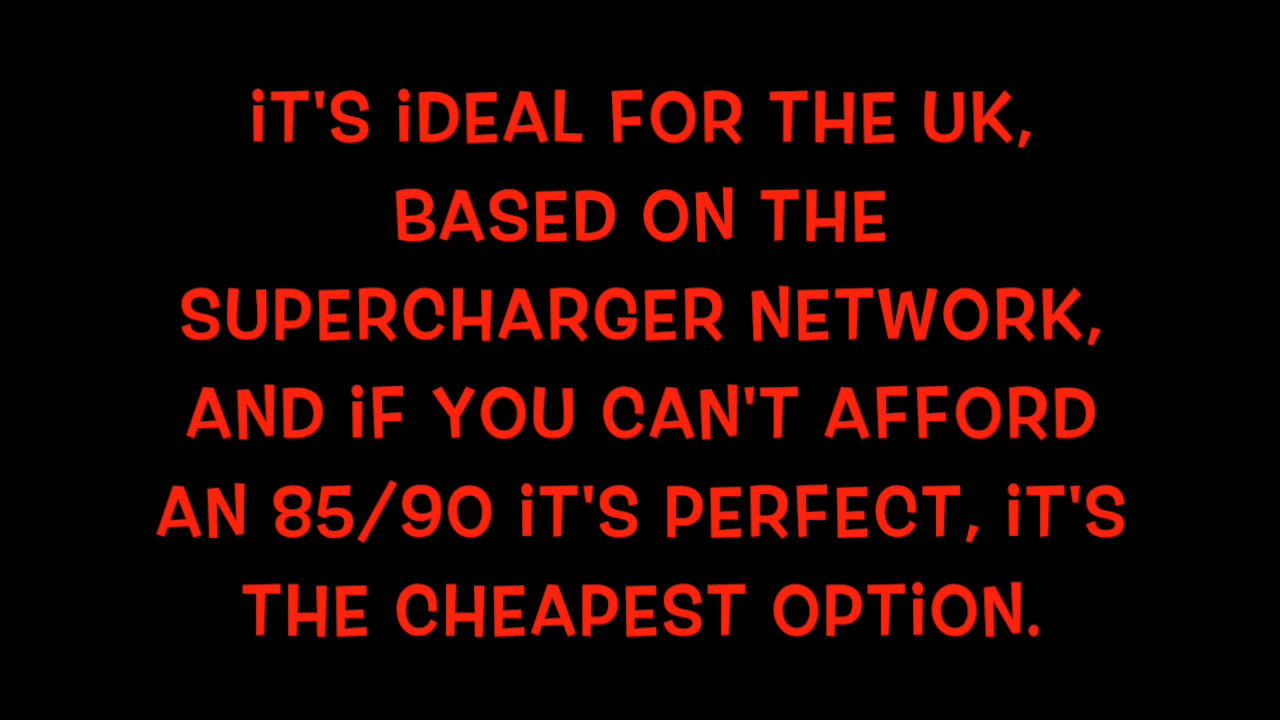 iT'S iDEAL FOR THE UK,
BASED ON THE
SUPERCHARGER NETWORK,
AND iF YOU CAN'T AFFORD
AN 85/90 iT'S PERFECT, iT'S
THE CHEAPEST OPTiON.